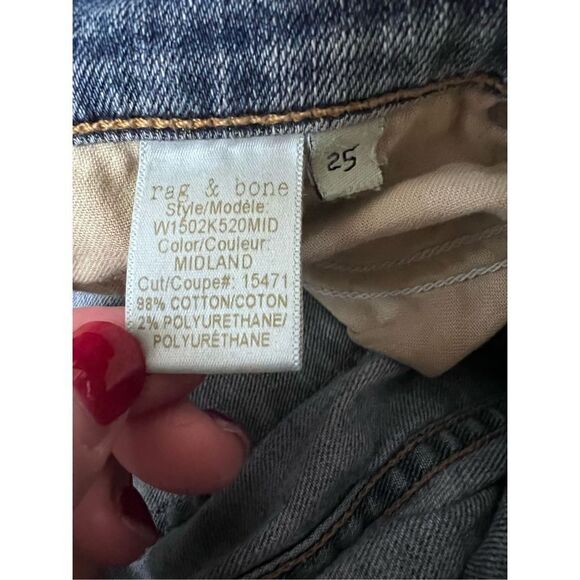 rag & bone
Style/Modèle:
W1502K520MID
Color/Couleur:
MIDLAND
Cut/Coupe#: 15471
98% COTTON/COTON
2% POLYURETHANE/
POLYURÉTHANE
25